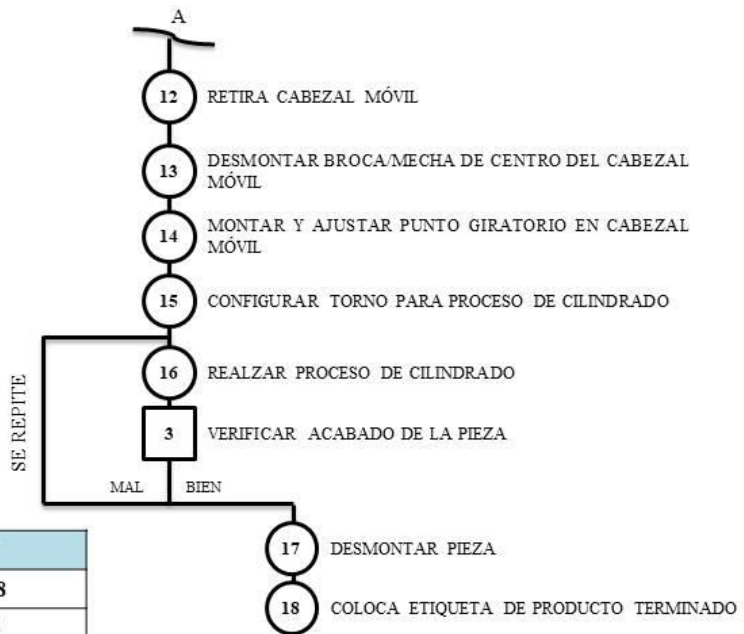 A
12 RETIRA CABEZAL MÓVIL
13 DESMONTAR BROCA/MECHA DE CENTRO DEL CABEZAL
MÓVIL
14 MONTAR Y AJUSTAR PUNTO GIRATORIO EN CABEZAL
MÓVIL
15 CONFIGURAR TORNO PARA PROCESO DE CILINDRADO
SE REPITE
16 REALZAR PROCESO DE CILINDRADO
3 VERIFICAR ACABADO DE LA PIEZA
MAL BIEN
17 DESMONTAR PIEZA
18 COLOCA ETIQUETA DE PRODUCTO TERMINADO